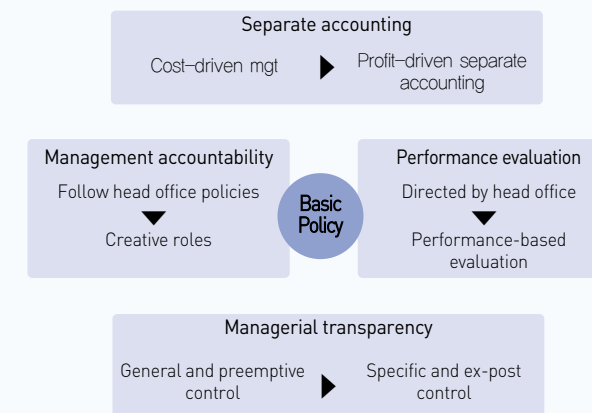 Separate accounting
Cost-driven mgt
Profit-driven separate
accounting
Management accountability
Follow head office policies
Creative roles
Basic
Policy
Performance evaluation
Directed by head office
Performance-based
evaluation
Managerial transparency
General and preemptive
control
Specific and ex-post
control